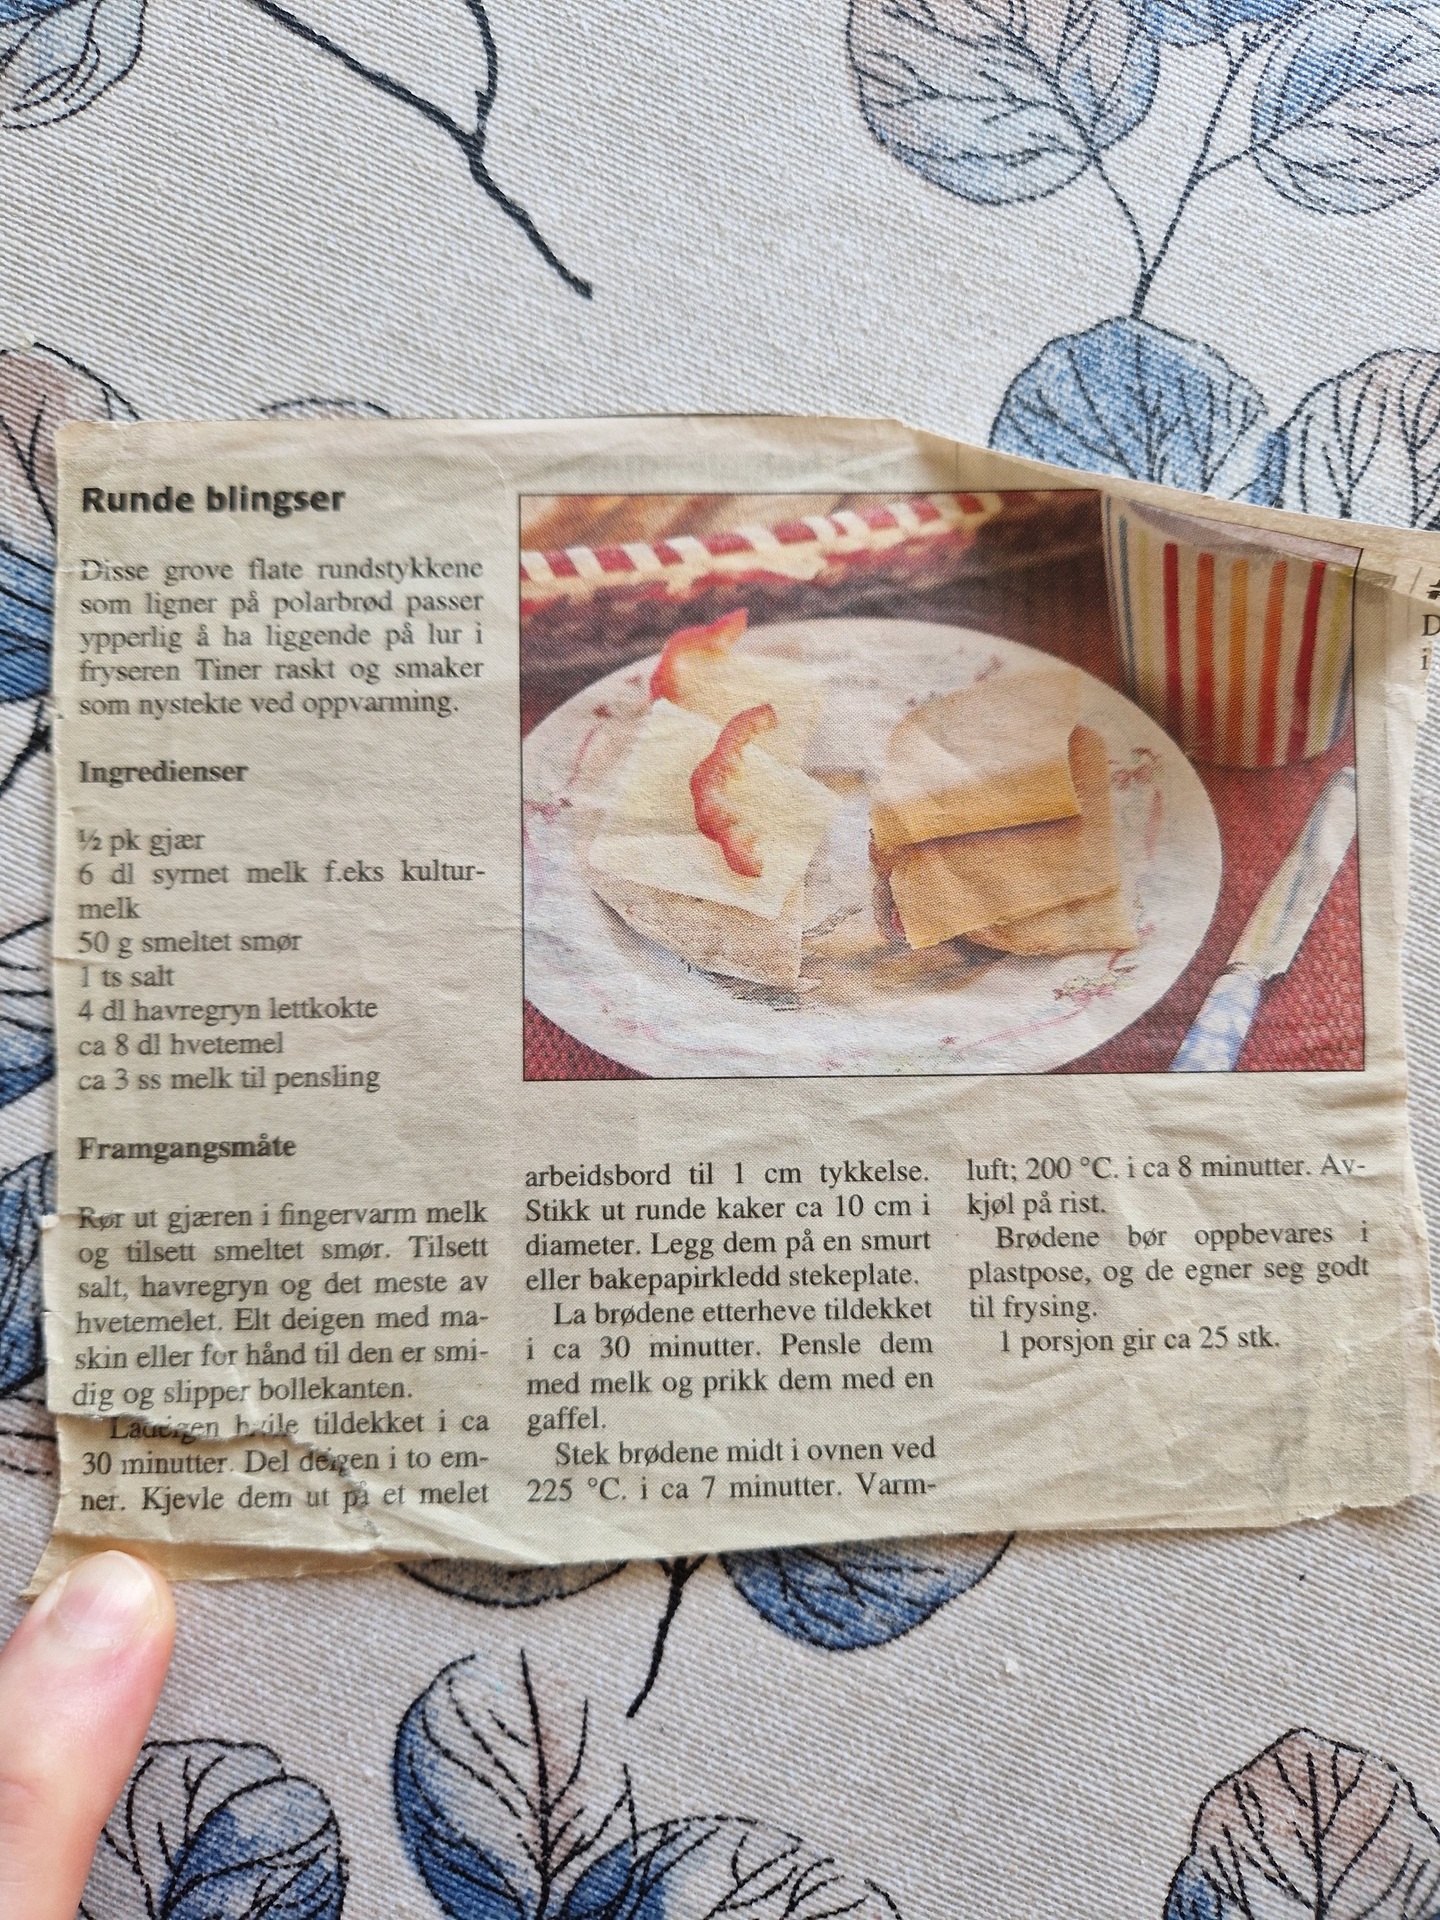 Runde blingser
Disse grove flate rundstykkene
som ligner på polarbrød passer
ypperlig å ha liggende på lur i
fryseren Tiner raskt og smaker
som nystekte ved oppvarming.
Ingredienser
½ pk gjær
6 dl syrnet melk f.eks kultur-
melk
50 g smeltet smør
1 ts salt
4 dl havregryn lettkokte
ca 8 dl hvetemel
ca 3 ss melk til pensling
Framgangsmåte
Rør ut gjæren i fingervarm melk
og tilsett smeltet smør. Tilsett
salt, havregryn og det meste av
hvetemelet. Elt deigen med ma-
skin eller for hånd til den er smi-
dig og slipper bollekanten.
La deigen hvile tildekket i ca
30 minutter. Del deigen i to em-
ner. Kjevle dem ut på et melet
arbeidsbord til 1 cm tykkelse.
Stikk ut runde kaker ca 10 cm i
diameter. Legg dem på en smurt
eller bakepapirkledd stekeplate.
La brødene etterheve tildekket
i ca 30 minutter. Pensle dem
med melk og prikk dem med en
gaffel.
Stek brødene midt i ovnen ved
225 °C. i ca 7 minutter. Varm-
luft; 200 °C. i ca 8 minutter. Av-
kjøl på rist.
Brødene bør oppbevares i
plastpose, og de egner seg godt
til frysing.
1 porsjon gir ca 25 stk.
D
i